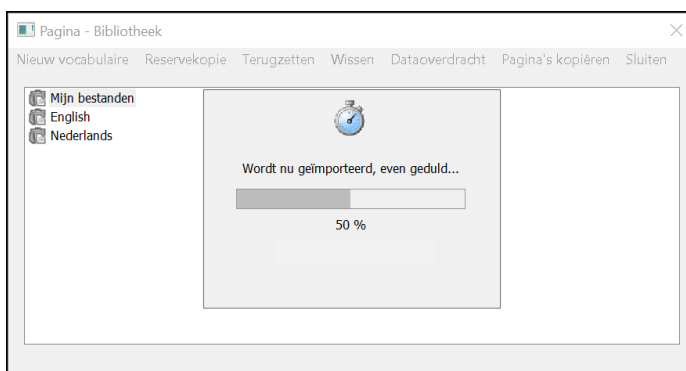 Pagina - Bibliotheek
Nieuw vocabulaire Reservekopie Terugzetten Wissen Dataoverdracht Pagina's kopiëren Sluiten
Mijn bestanden
English
Nederlands
Wordt nu geïmporteerd, even geduld...
50 %